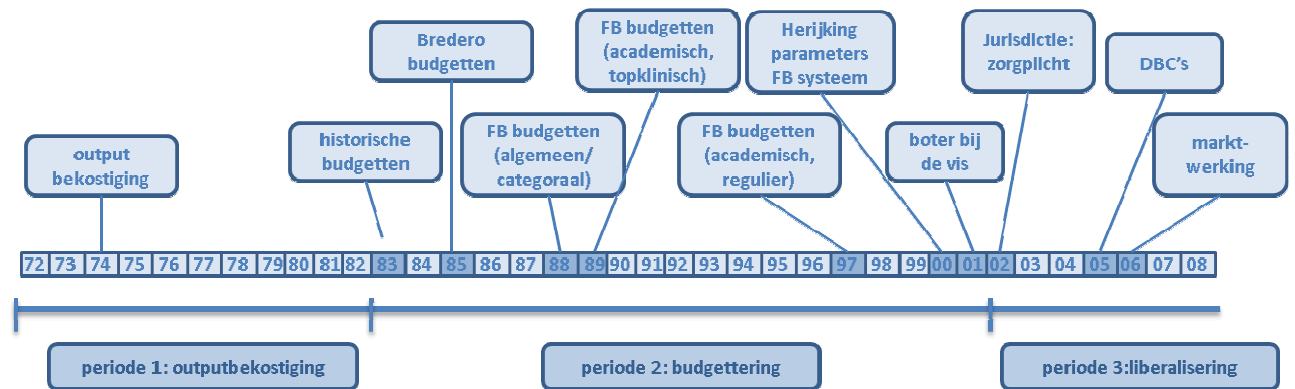 output
bekostiging
historische
budgetten
Bredero
budgetten
FB budgetten
(algemeen/
categoraal)
FB budgetten
(academisch,
topklinisch)
FB budgetten
(academisch,
regulier)
Herijking
parameters
FB systeem
boter bij
de vis
Jurisdictie:
zorgplicht
DBC's
markt-
werking
72 73 74 75 76 77 78 79 80 81 82 83 84 85 86 87 88 89 90 91 92 93 94 95 96 97 98 99 00 01 02 03 04 05 06 07 08
periode 1: outputbekostiging
periode 2: budgettering
periode 3:liberalisering